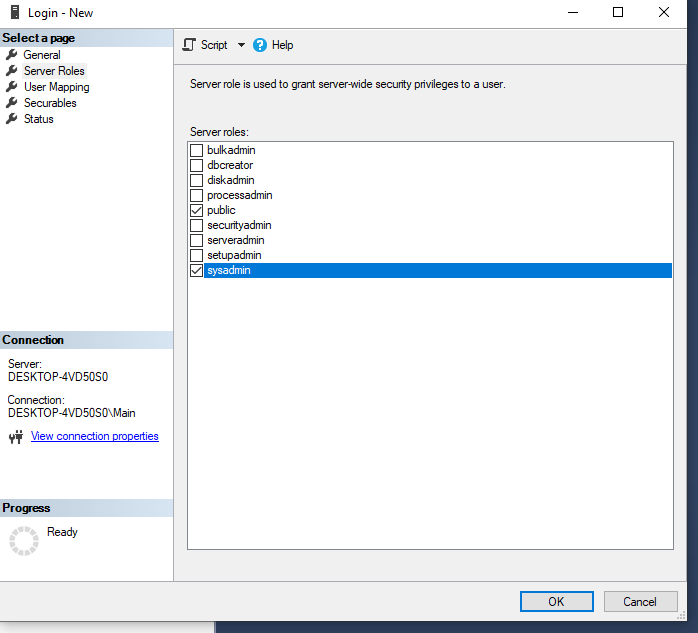 Login - New
Select a page
General
Server Roles
User Mapping
Securables
Status
Script
Help
Server role is used to grant server-wide security privileges to a user.
Server roles:
bulkadmin
dbcreator
diskadmin
processadmin
public
securityadmin
serveradmin
setupadmin
sysadmin
Connection
Server:
DESKTOP-4VD50S0
Connection:
DESKTOP-4VD50S0\Main
View connection properties
Progress
Ready
OK
Cancel